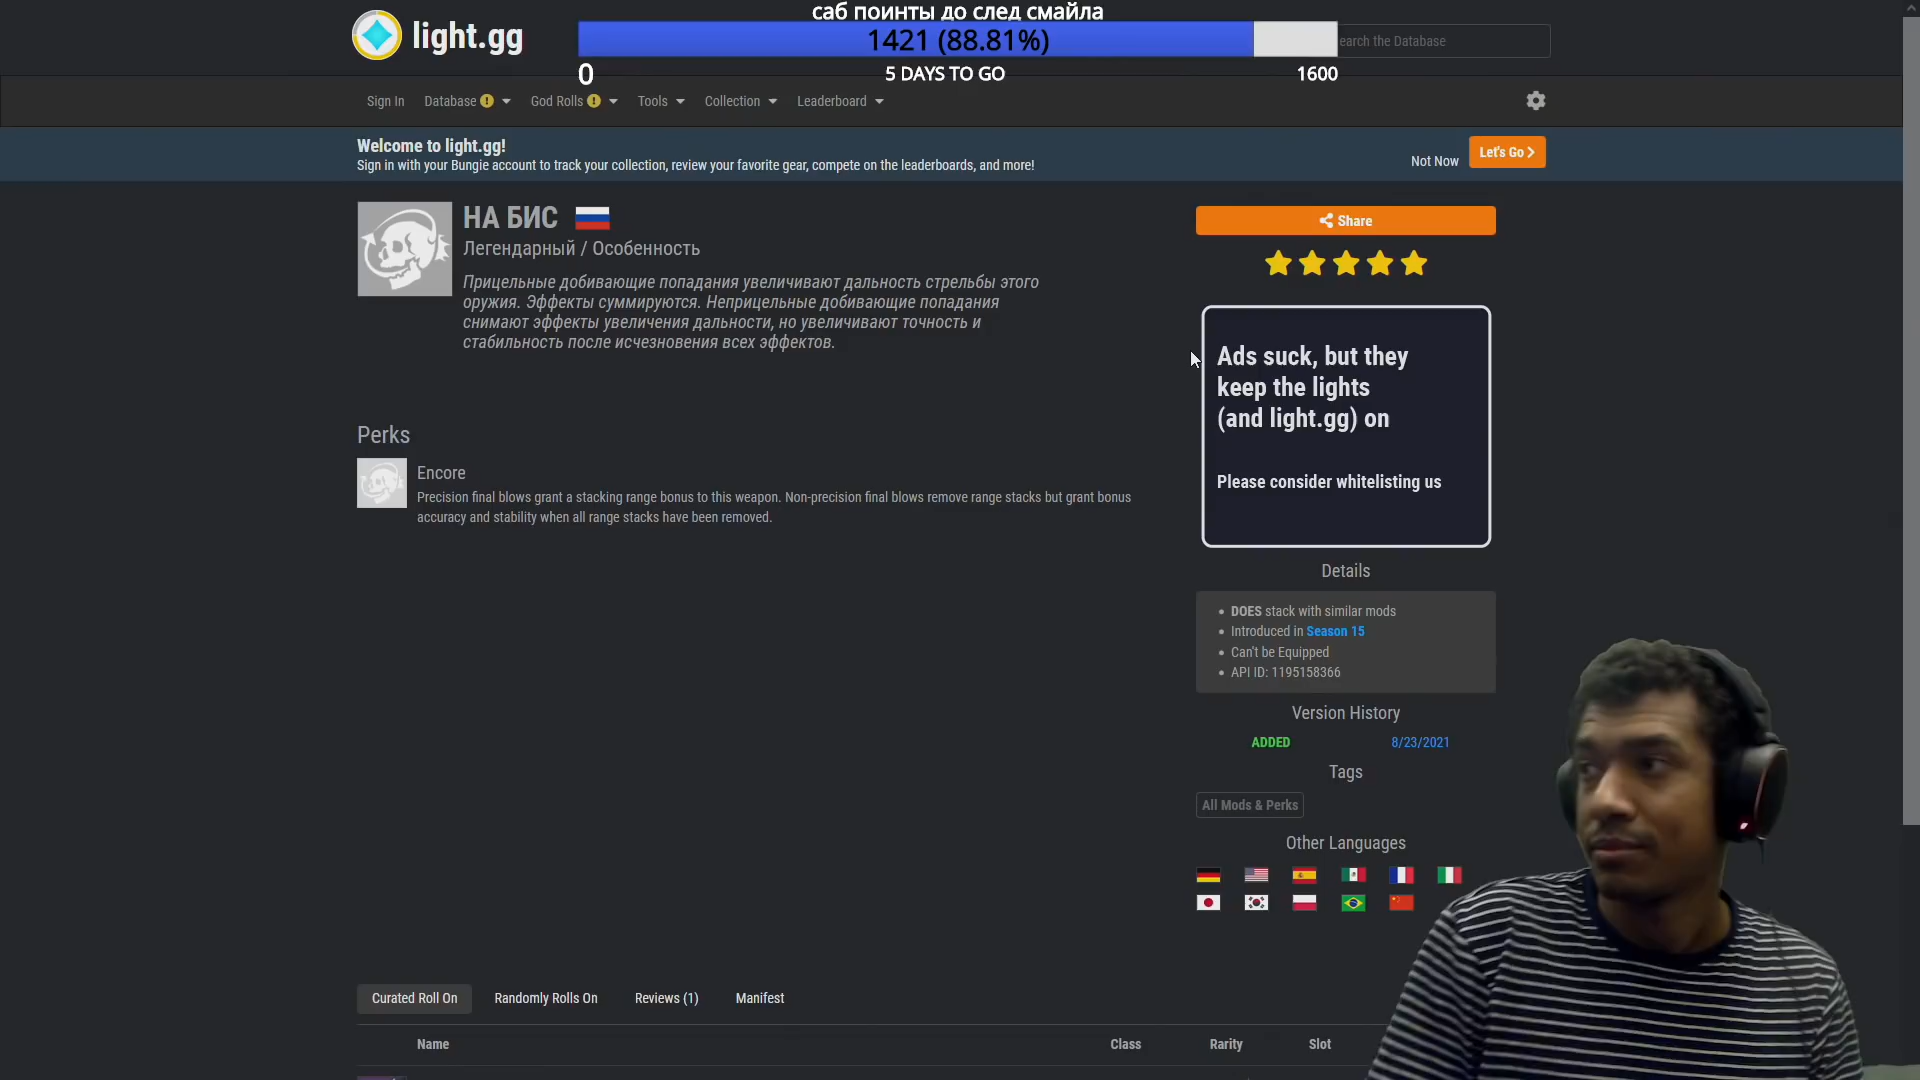 саб поинты до след смайла
light.gg
1421 (88.81%)
earch the Database
0
5 DAYS TO GO
1600
Sign In
Database
God Rolls
Tools
Collection
Leaderboard
Welcome to light.gg!
Sign in with your Bungie account to track your collection, review your favorite gear, compete on the leaderboards, and more!
Not Now
Let's Go
НА БИС
Легендарный / Особенность
Прицельные добивающие попадания увеличивают дальность стрельбы этого
оружия. Эффекты суммируются. Неприцельные добивающие попадания
снимают эффекты увеличения дальности, но увеличивают точность и
стабильность после исчезновения всех эффектов.
Share
Ads suck, but they
keep the lights
(and light.gg) on
Please consider whitelisting us
Perks
Encore
Precision final blows grant a stacking range bonus to this weapon. Non-precision final blows remove range stacks but grant bonus
accuracy and stability when all range stacks have been removed.
Details
DOES stack with similar mods
Introduced in Season 15
Can't be Equipped
API ID: 1195158366
Version History
ADDED
8/23/2021
Tags
All Mods & Perks
Other Languages
Curated Roll On
Randomly Rolls On
Reviews (1)
Manifest
Name
Class
Rarity
Slot